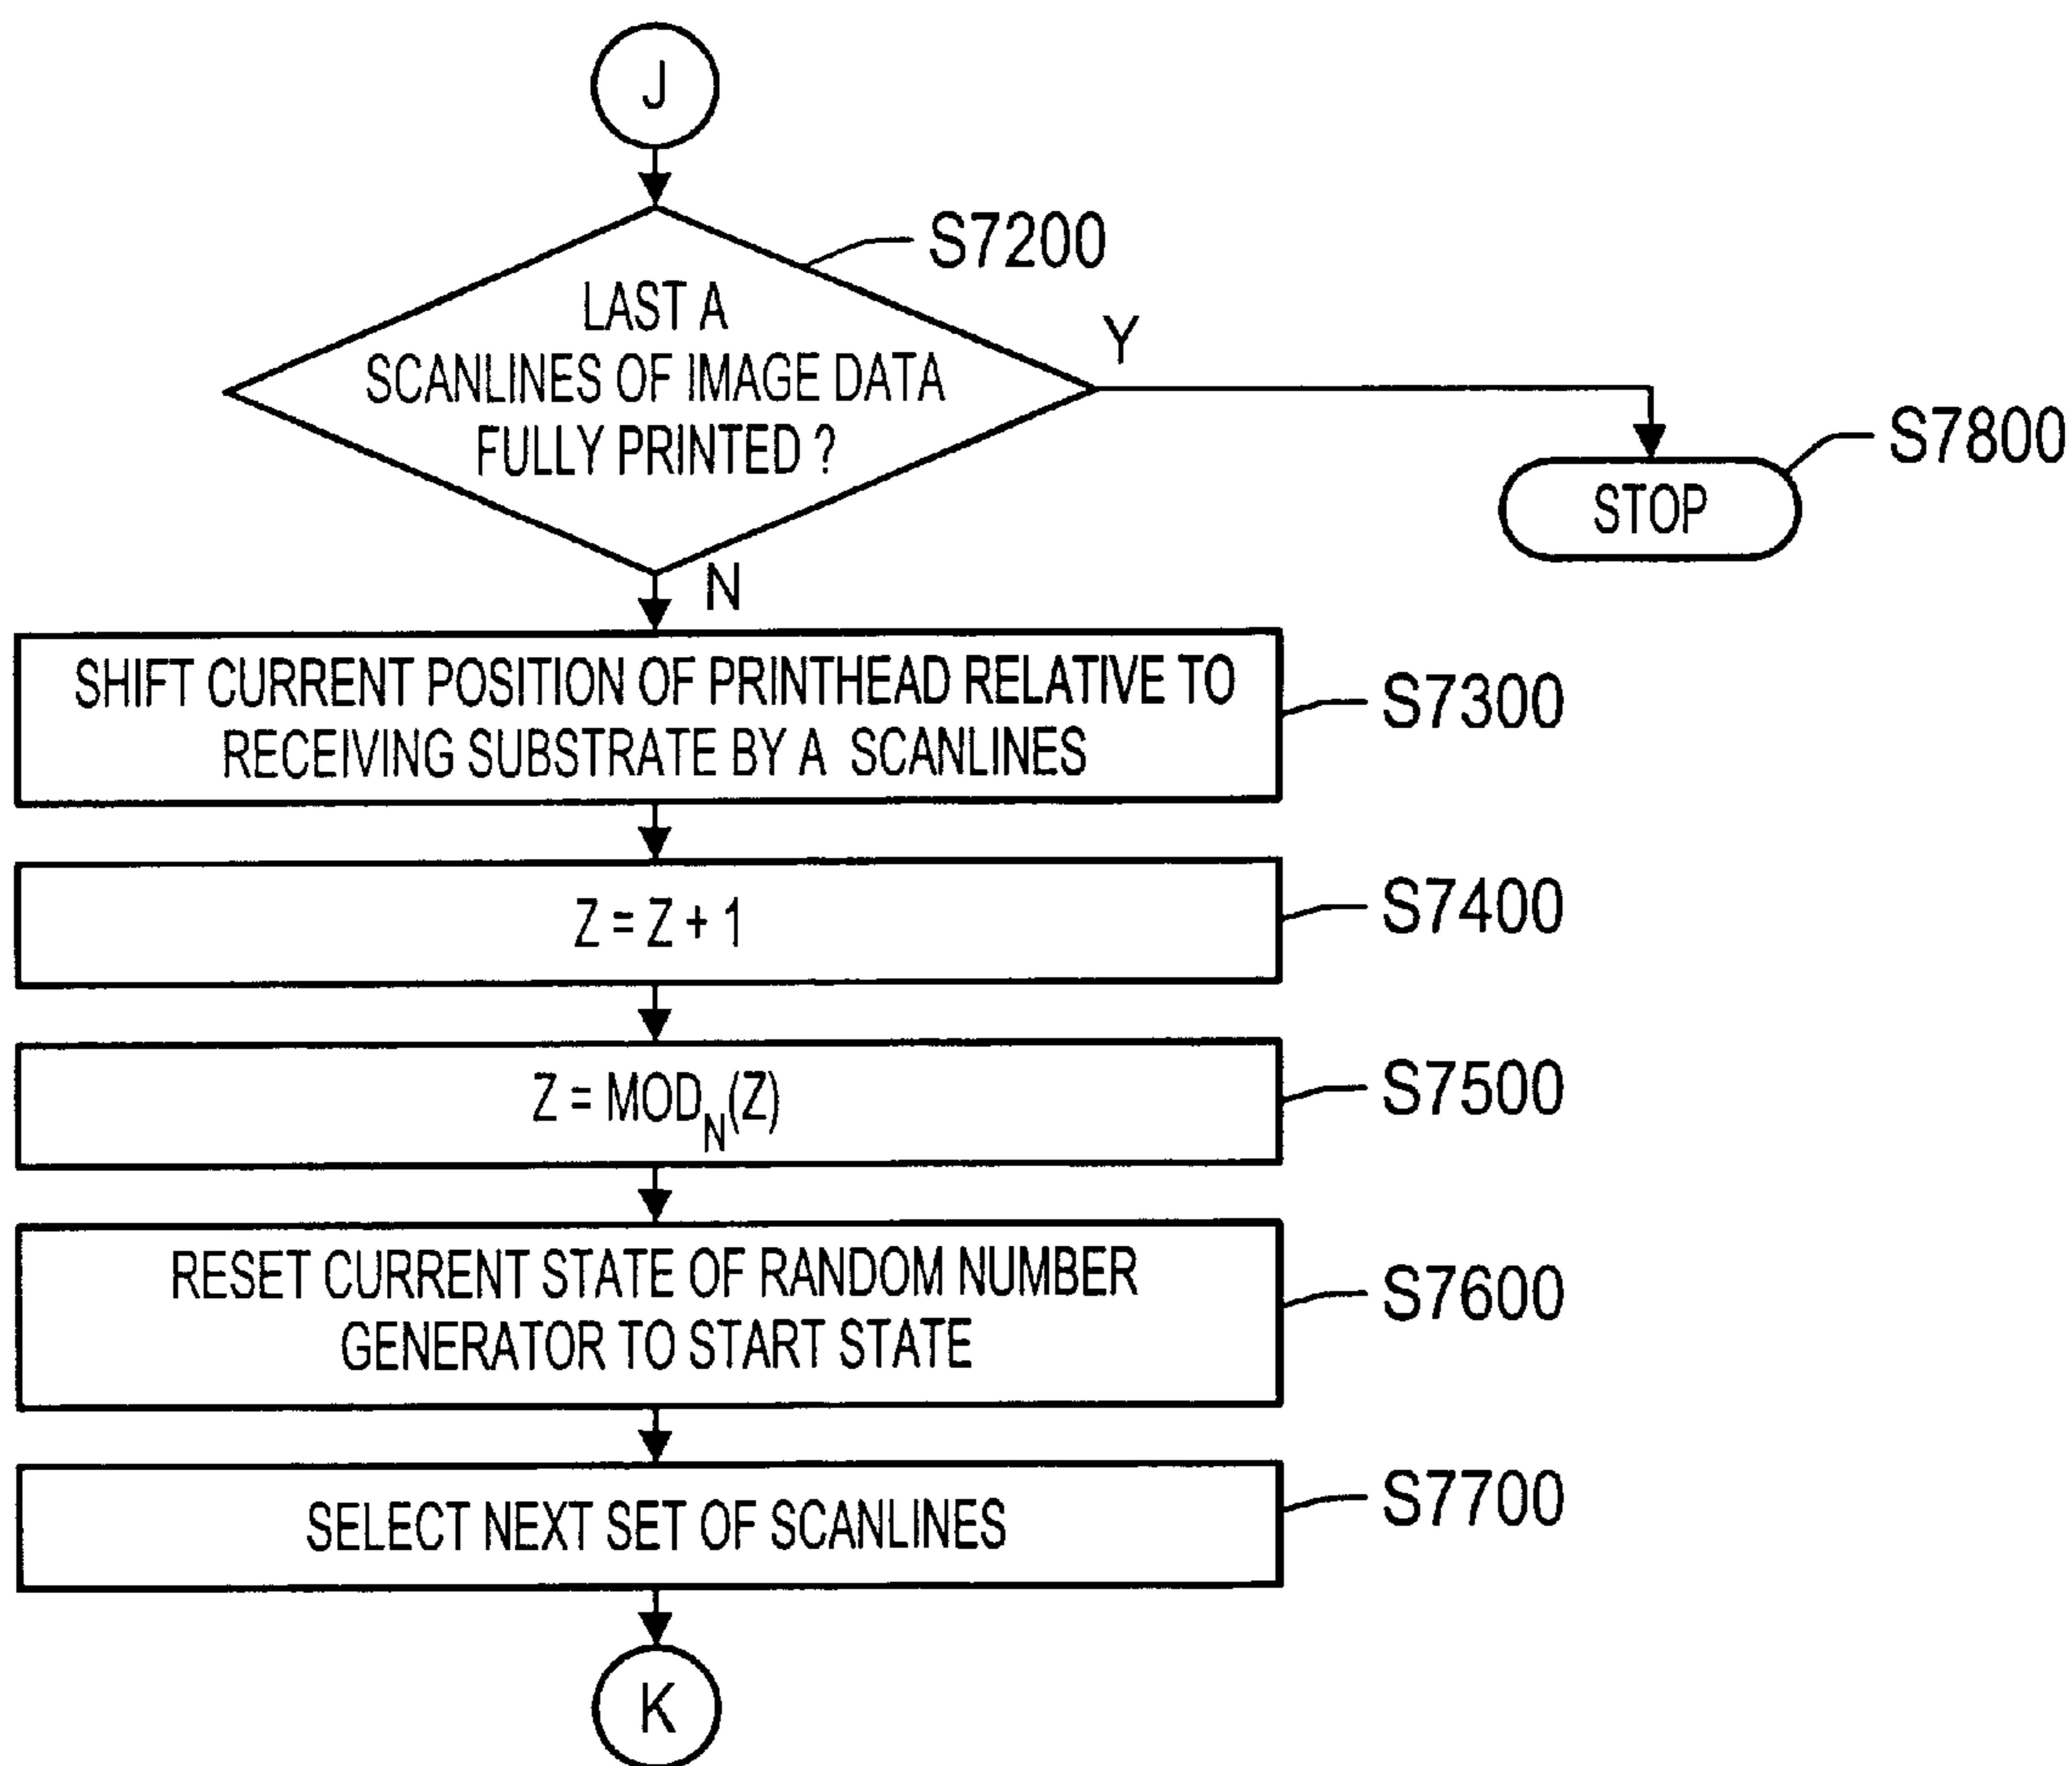 J
S7200
LAST A
SCANLINES OF IMAGE DATA
FULLY PRINTED ?
Y
S7800
STOP
N
SHIFT CURRENT POSITION OF PRINTHEAD RELATIVE TO
RECEIVING SUBSTRATE BY A SCANLINES
S7300
Z = Z + 1
S7400
Z = MOD_N(Z)
S7500
RESET CURRENT STATE OF RANDOM NUMBER
GENERATOR TO START STATE
S7600
SELECT NEXT SET OF SCANLINES
S7700
K